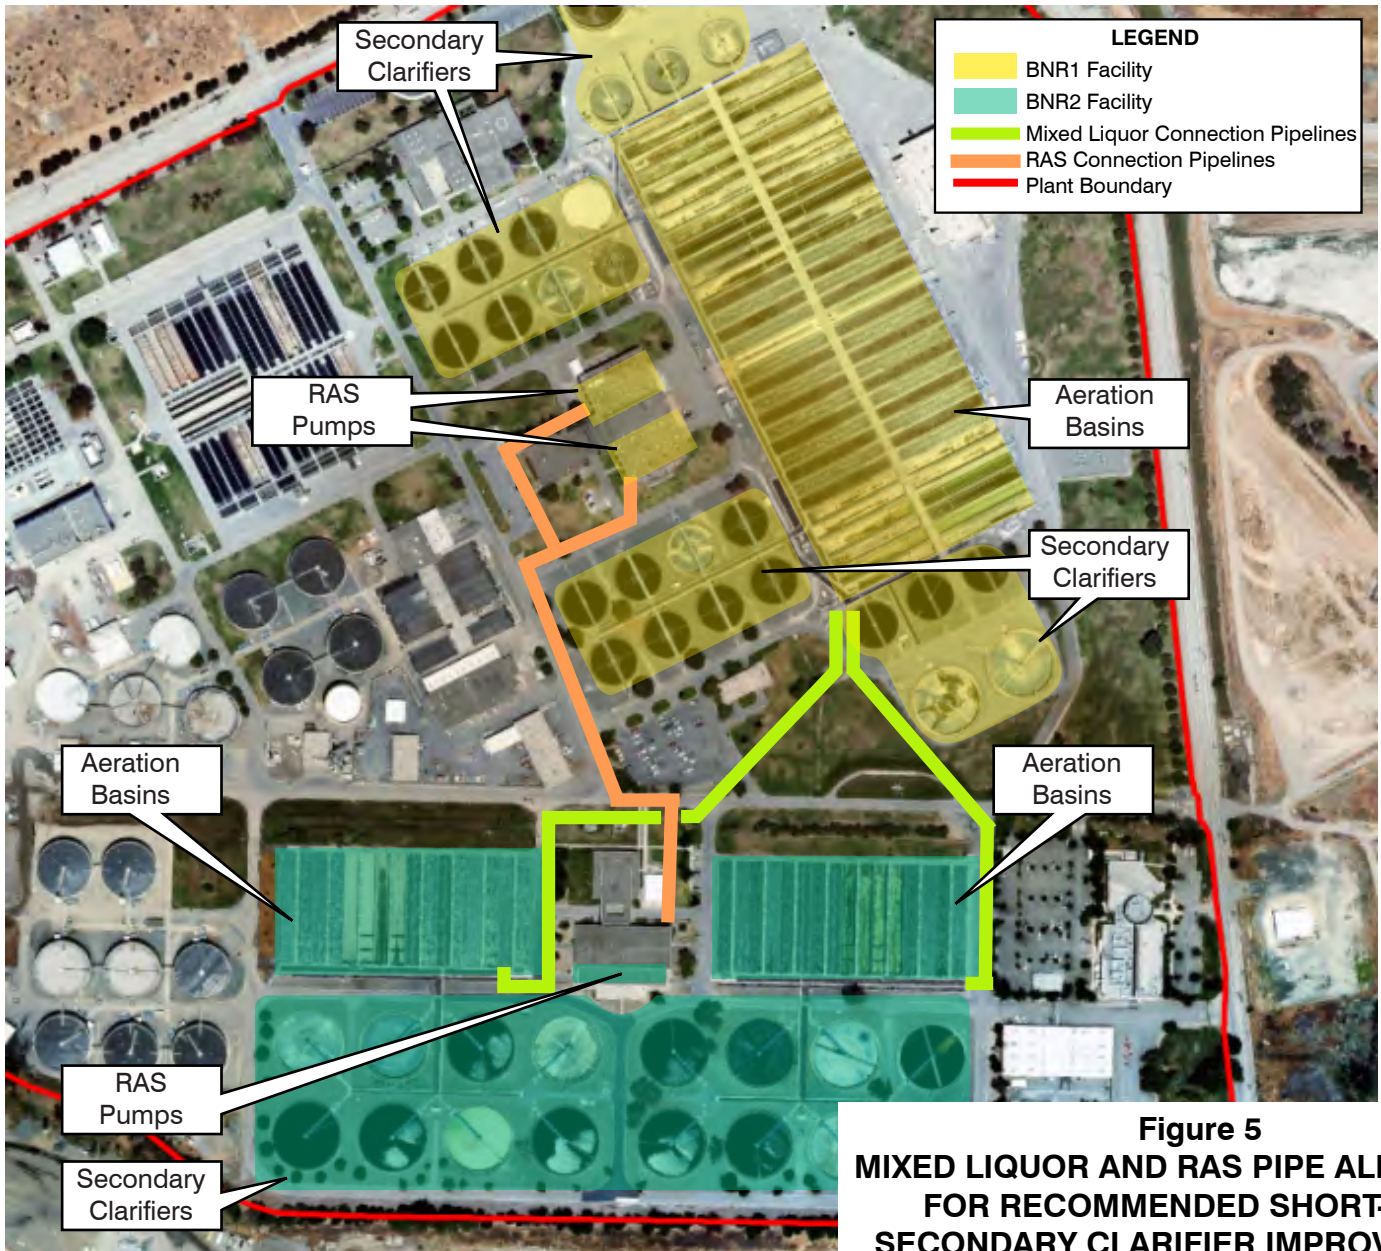 Secondary
Clarifiers
LEGEND
BNR1 Facility
BNR2 Facility
Mixed Liquor Connection Pipelines
RAS Connection Pipelines
Plant Boundary
RAS
Pumps
Aeration
Basins
Secondary
Clarifiers
Aeration
Basins
Aeration
Basins
RAS
Pumps
Secondary
Clarifiers
Figure 5
MIXED LIQUOR AND RAS PIPE
FOR RECOMMENDED
SECONDARY CLARIFIER